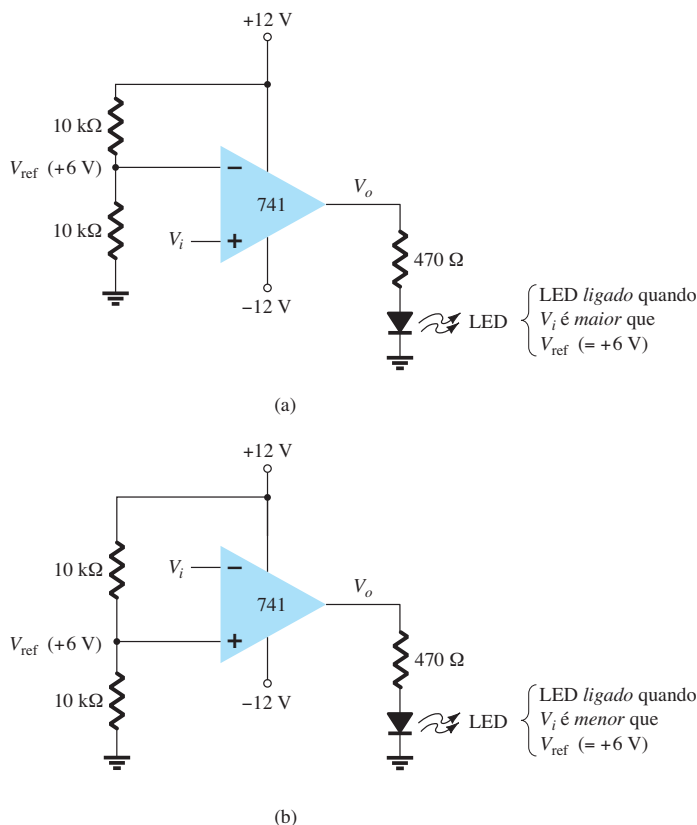 +12 V
10 kΩ
V_ref (+6 V)
−
741
V_o
10 kΩ
V_i
+
470 Ω
−12 V
LED
LED ligado quando
V_i é maior que
V_ref (= +6 V)
(a)
+12 V
V_i
−
10 kΩ
741
V_o
V_ref (+6 V)
+
470 Ω
10 kΩ
−12 V
LED
LED ligado quando
V_i é menor que
V_ref (= +6 V)
(b)